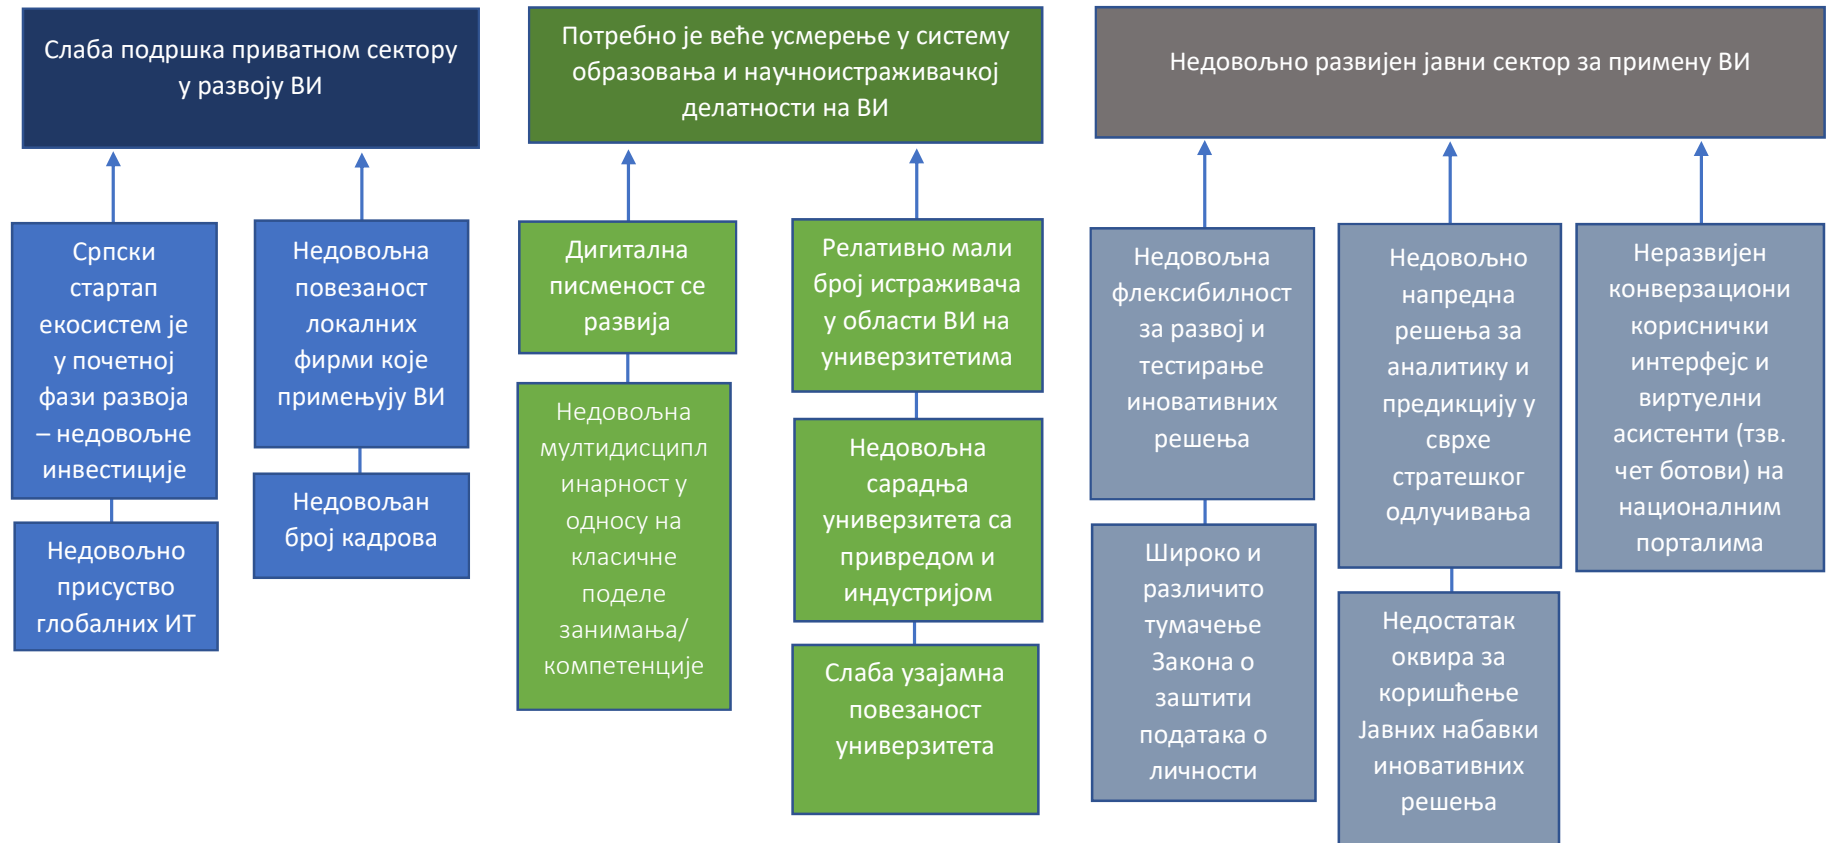 Слаба подршка приватном сектору
у развоју ВИ
Потребно је веће усмерење у систему
образовања и научноистраживачкој
делатности на ВИ
Недовољно развијен јавни сектор за примену ВИ
Српски
стартап
екосистем је
у почетној
фази развоја
– недовољне
инвестиције
Недовољно
присуство
глобалних ИТ
Недовољна
повезаност
локалних
фирми које
примењују ВИ
Недовољан
број кадрова
Дигитална
писменост се
развија
Недовољна
мултидисципл
инарност у
односу на
класичне
поделе
занимања/
компетенције
Релативно мали
број истраживача
у области ВИ на
универзитетима
Недовољна
сарадња
универзитета са
привредом и
индустријом
Слаба узајамна
повезаност
универзитета
Недовољна
флексибилност
за развој и
тестирање
иновативних
решења
Широко и
различито
тумачење
Закона о
заштити
података о
личности
Недовољно
напредна
решења за
аналитику и
предикцију у
сврхе
стратешког
одлучивања
Недостатак
оквира за
коришћење
Јавних набавки
иновативних
решења
Неразвијен
конверзациони
кориснички
интерфејс и
виртуелни
асистенти (тзв.
чет ботови) на
националним
порталима